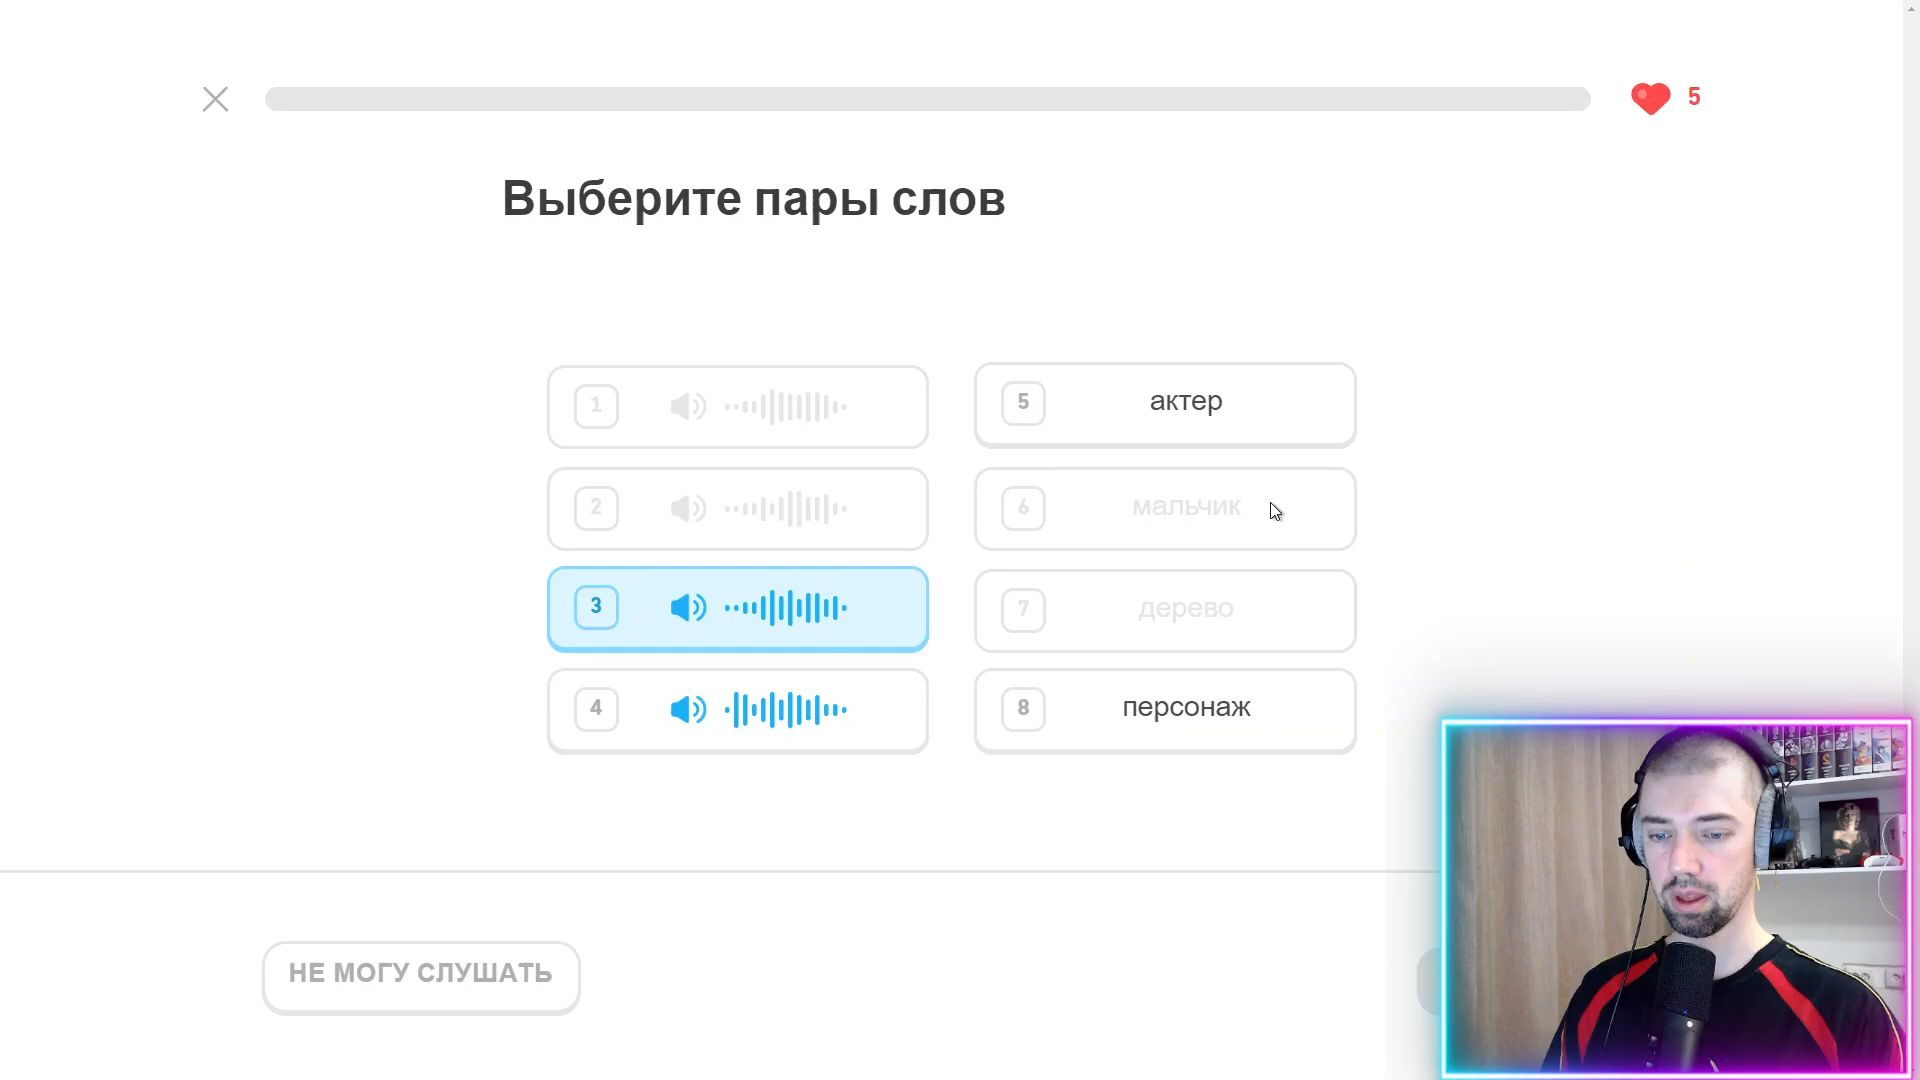 5
Выберите пары слов
1
5 актер
2
6 мальчик
3
7 дерево
4
8 персонаж
НЕ МОГУ СЛУШАТЬ